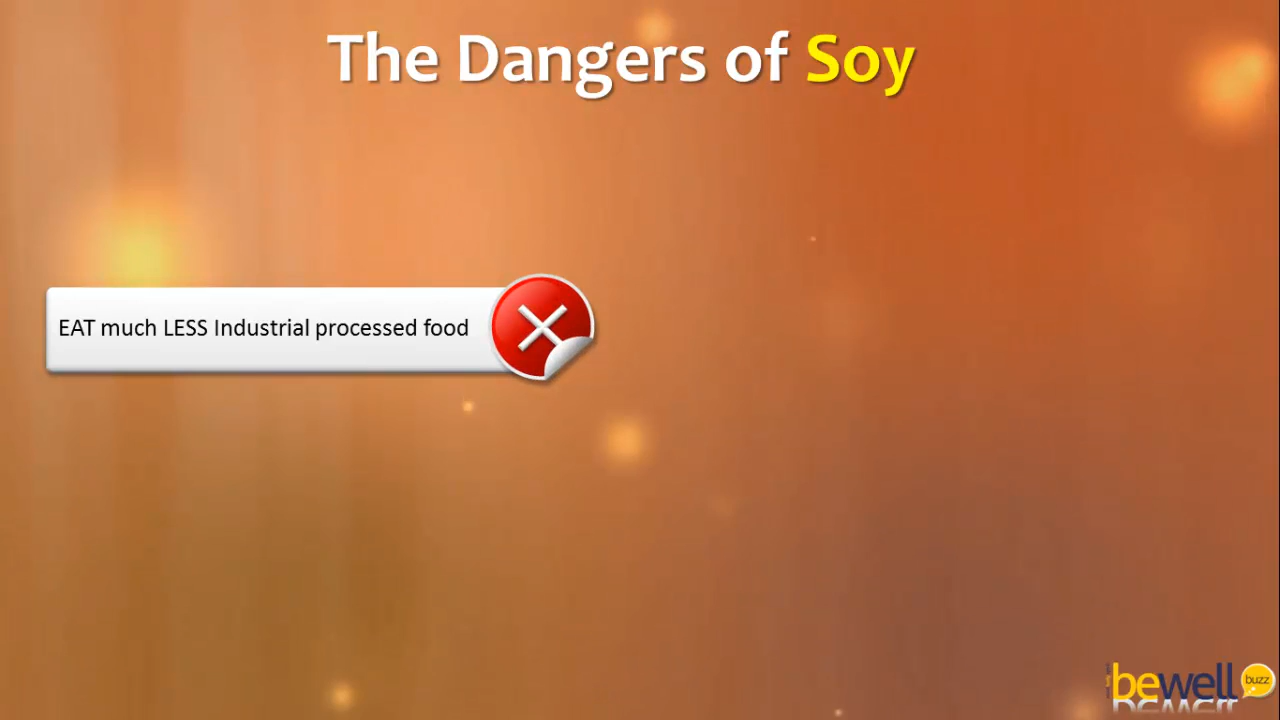 The Dangers of Soy
EAT much LESS Industrial processed food
bewell buzz